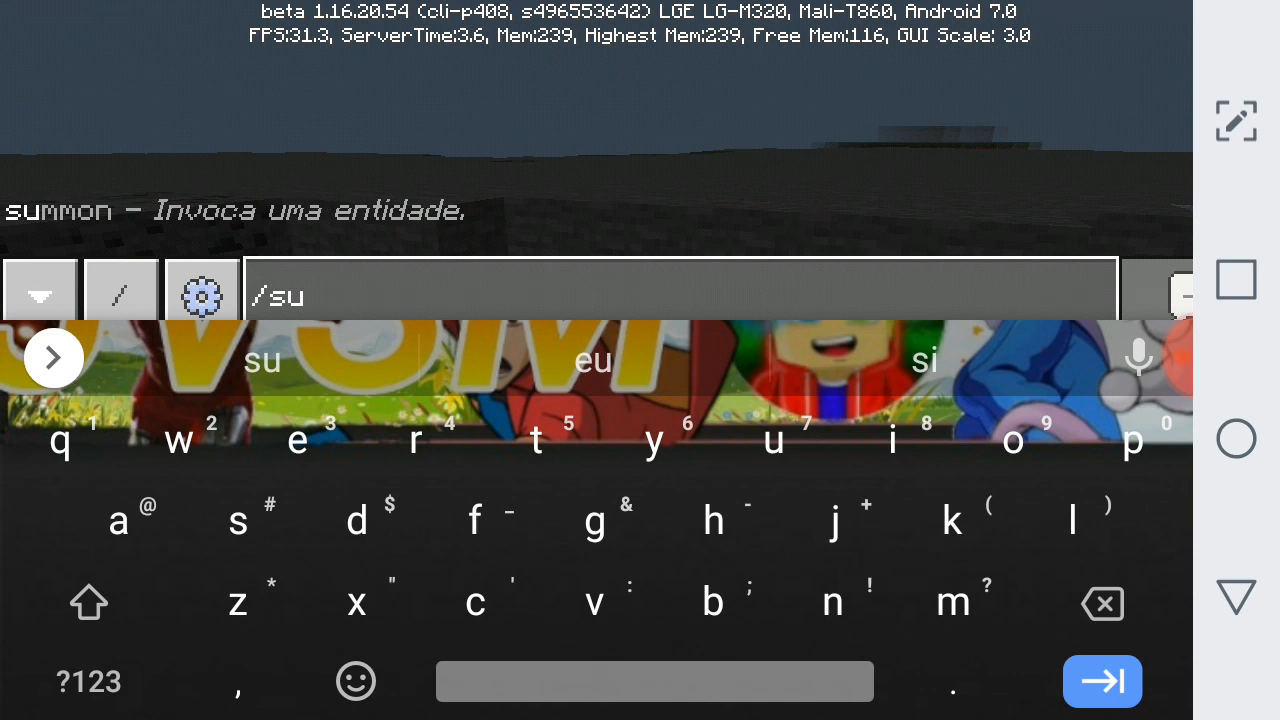 beta 1.16.20.54 (cli-p408, s496553642) LGE LG-M320, Mali-T860, Android 7.0
FPS:31.3, ServerTime:3.6, Mem:239, Highest Mem:239, Free Mem:116, GUI Scale: 3.0
summon - Invoca uma entidade.
/ /su
su eu si
q 1 w 2 e 3 r 4 t 5 y 6 u 7 i 8 o 9 p 0
a @ s # d $ f _ g & h - j + k ( l )
z * x " c ' v : b ; n ! m ?
?123 , .